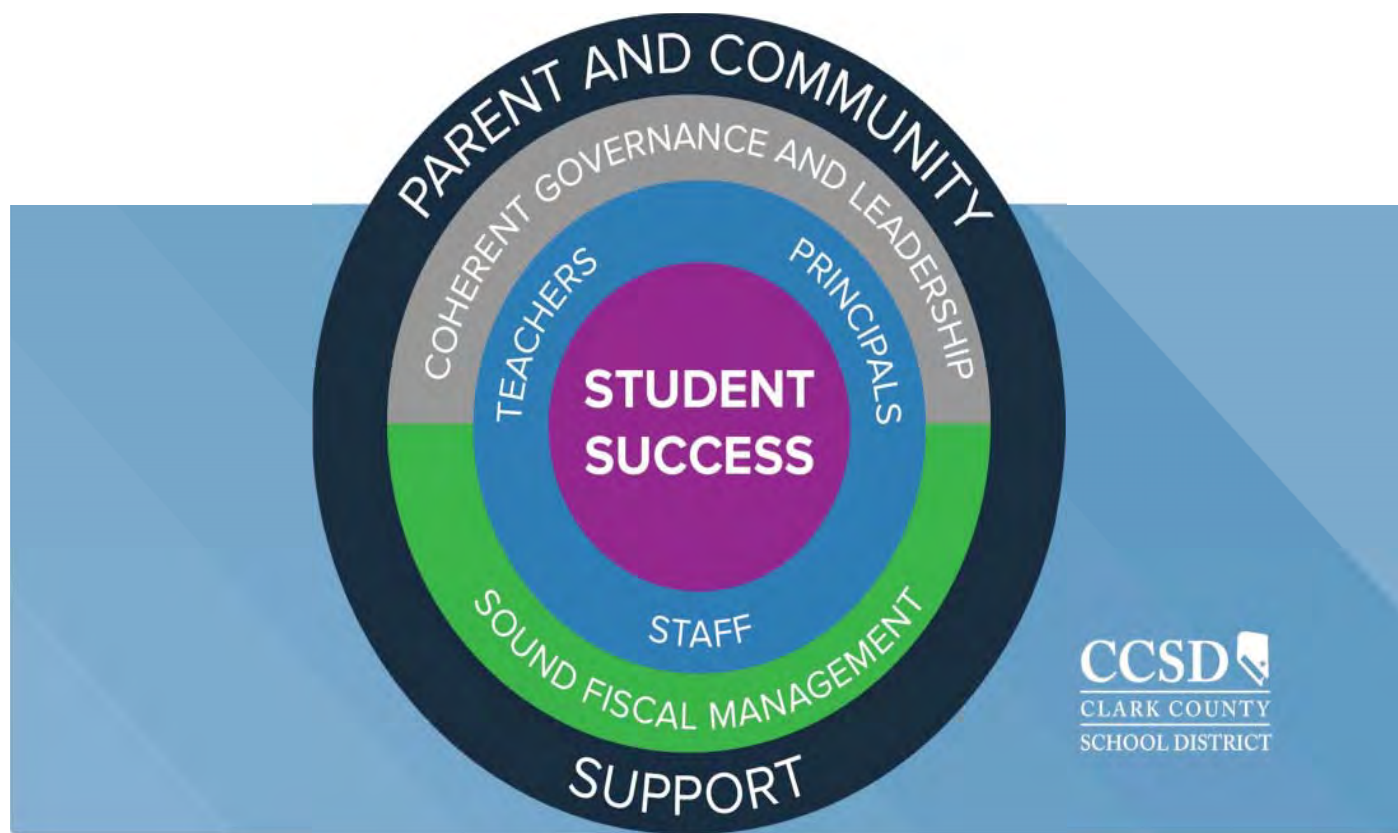 PARENT AND COMMUNITY
COHERENT GOVERNANCE AND LEADERSHIP
TEACHERS
PRINCIPALS
STUDENT
SUCCESS
STAFF
SOUND FISCAL MANAGEMENT
SUPPORT
CCSD
CLARK COUNTY
SCHOOL DISTRICT